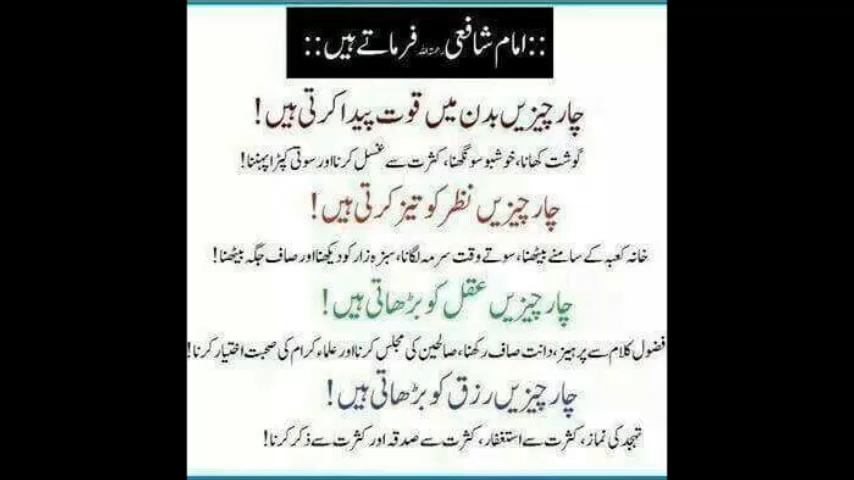 ::امام شافعی رحمۃ اللہ فرماتے ہیں::
چار چیزیں بدن میں قوت پیدا کرتی ہیں!
گوشت کھانا، خوشبو سونگھنا، کثرت سے غسل کرنا اور سوتی کپڑا پہننا!
چار چیزیں نظر کو تیز کرتی ہیں!
خانہ کعبہ کے سامنے بیٹھنا، سوتے وقت سرمہ لگانا، سبزہ زار کو دیکھنا اور صاف جگہ بیٹھنا!
چار چیزیں عقل کو بڑھاتی ہیں!
فضول کلام سے پرہیز، دانت صاف رکھنا، صالحین کی مجلس کرنا اور علماء کرام کی صحبت اختیار کرنا!
چار چیزیں رزق کو بڑھاتی ہیں!
تہجد کی نماز، کثرت سے استغفار، کثرت سے صدقہ اور کثرت سے ذکر کرنا!